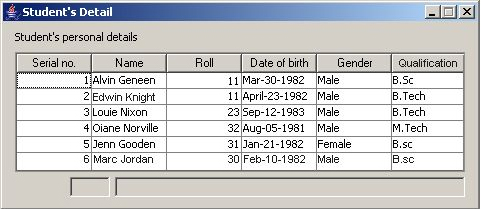 Student's Detail
Student's personal details
Serial no. Name Roll Date of birth Gender Qualification
1 Alvin Geneen 11 Mar-30-1982 Male B.Sc
2 Edwin Knight 11 April-23-1982 Male B.Tech
3 Louie Nixon 23 Sep-12-1983 Male B.Tech
4 Oiane Norville 32 Aug-05-1981 Male M.Tech
5 Jenn Gooden 31 Jan-21-1982 Female B.sc
6 Marc Jordan 30 Feb-10-1982 Male B.sc